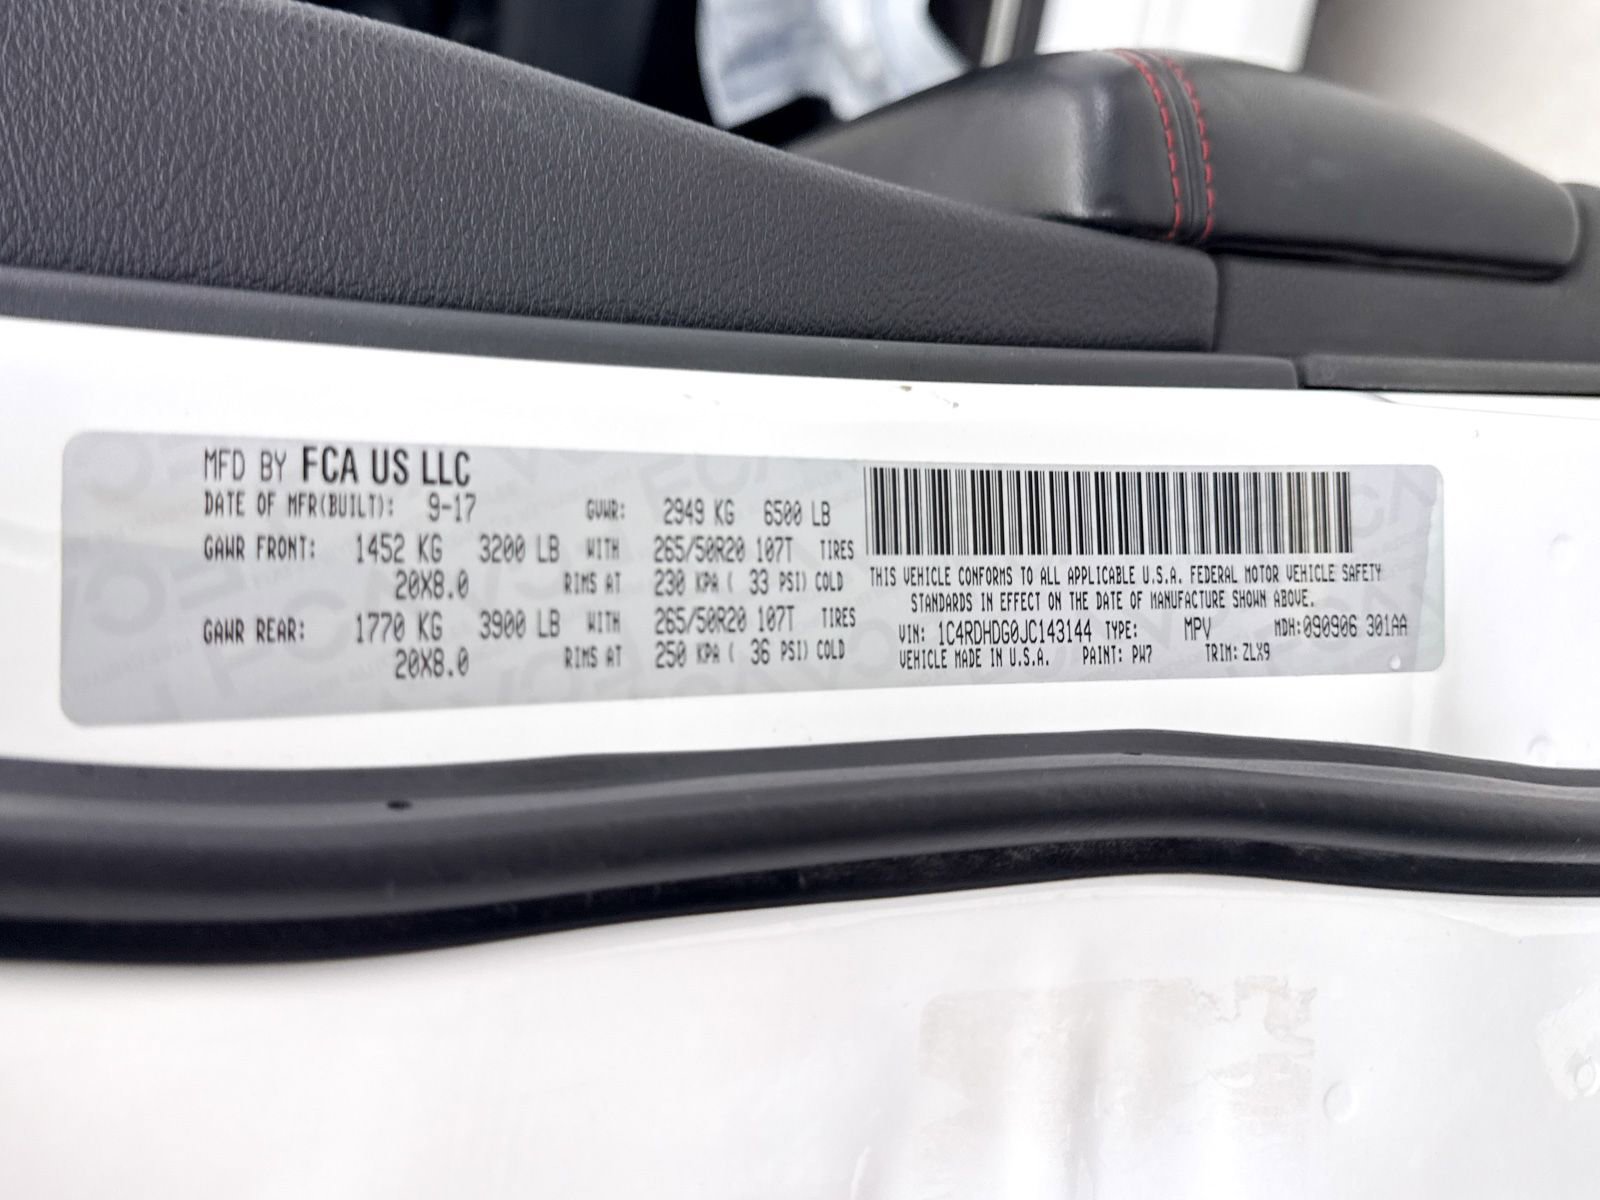 MFD BY FCA US LLC
DATE OF MFR(BUILT): 9-17 GVWR: 2949 KG 6500 LB
GAWR FRONT: 1452 KG 3200 LB WITH 265/50R20 107T TIRES
20X8.0 RIMS AT 230 KPA ( 33 PSI) COLD
GAWR REAR: 1770 KG 3900 LB WITH 265/50R20 107T TIRES
20X8.0 RIMS AT 250 KPA ( 36 PSI) COLD
THIS VEHICLE CONFORMS TO ALL APPLICABLE U.S.A. FEDERAL MOTOR VEHICLE SAFETY
STANDARDS IN EFFECT ON THE DATE OF MANUFACTURE SHOWN ABOVE.
VIN: 1C4RDHDG0JC143144 TYPE: MPV MDH:090906 301AA
VEHICLE MADE IN U.S.A. PAINT: PW7 TRIM: ZLX9